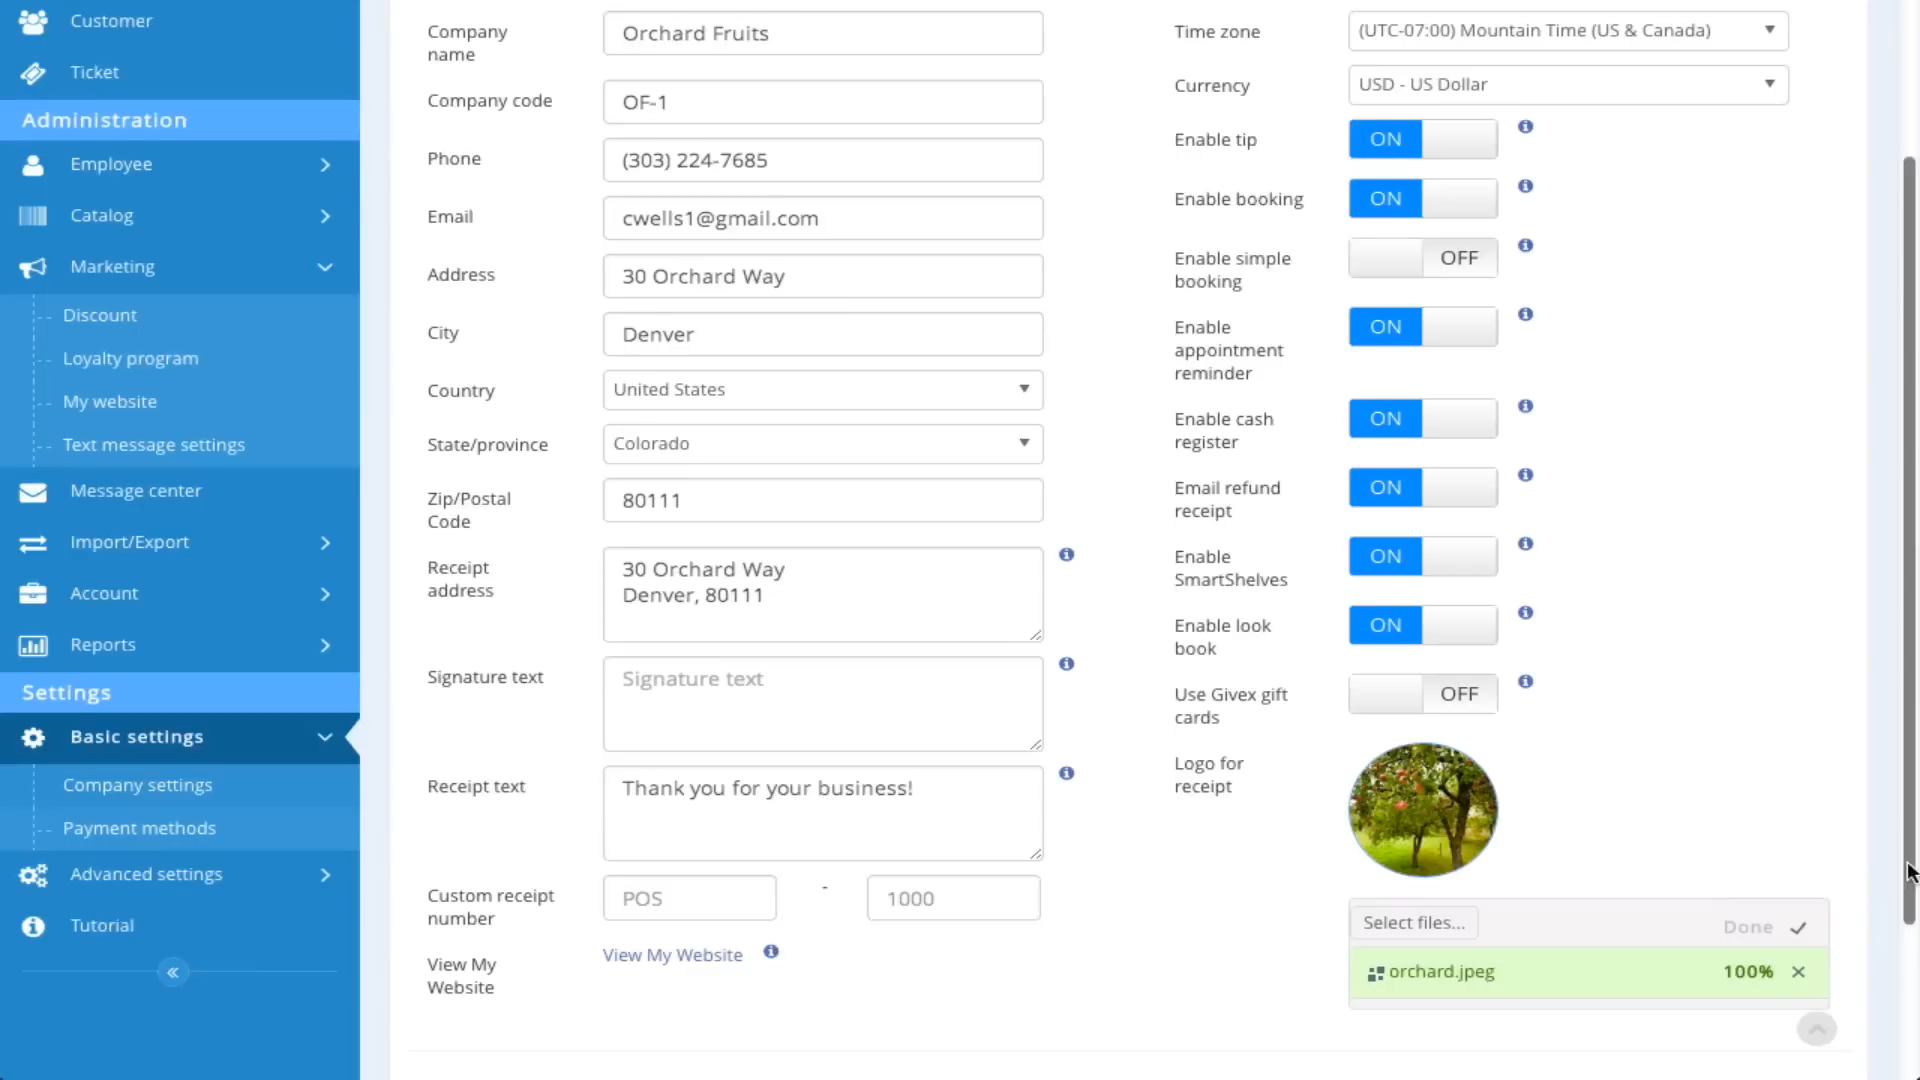 Customer
Ticket
Administration
Employee
Catalog
Marketing
Discount
Loyalty program
My website
Text message settings
Message center
Import/Export
Account
Reports
Settings
Basic settings
Company settings
Payment methods
Advanced settings
Tutorial
Company
name
Orchard Fruits
Company code
OF-1
Phone
(303) 224-7685
Email
cwells1@gmail.com
Address
30 Orchard Way
City
Denver
Country
United States
State/province
Colorado
Zip/Postal
Code
80111
Receipt
address
30 Orchard Way
Denver, 80111
Signature text
Signature text
Receipt text
Thank you for your business!
Custom receipt
number
POS - 1000
View My
Website
View My Website
Time zone
(UTC-07:00) Mountain Time (US & Canada)
Currency
USD - US Dollar
Enable tip
ON
Enable booking
ON
Enable simple
booking
OFF
Enable
appointment
reminder
ON
Enable cash
register
ON
Email refund
receipt
ON
Enable
SmartShelves
ON
Enable look
book
ON
Use Givex gift
cards
OFF
Logo for
receipt
Select files...
Done
orchard.jpeg
100%